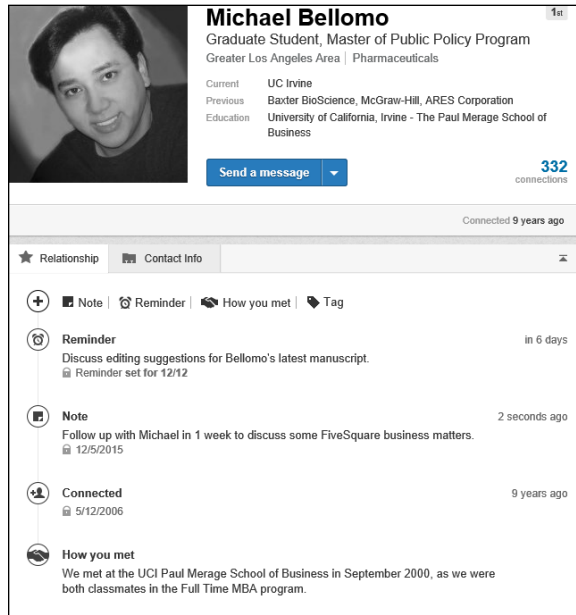 Michael Bellomo
1st
Graduate Student, Master of Public Policy Program
Greater Los Angeles Area | Pharmaceuticals
Current UC Irvine
Previous Baxter BioScience, McGraw-Hill, ARES Corporation
Education University of California, Irvine - The Paul Merage School of
Business
Send a message
332
connections
Connected 9 years ago
Relationship
Contact Info
Note | Reminder | How you met | Tag
Reminder in 6 days
Discuss editing suggestions for Bellomo's latest manuscript.
Reminder set for 12/12
Note 2 seconds ago
Follow up with Michael in 1 week to discuss some FiveSquare business matters.
12/5/2015
Connected 9 years ago
5/12/2006
How you met
We met at the UCI Paul Merage School of Business in September 2000, as we were
both classmates in the Full Time MBA program.